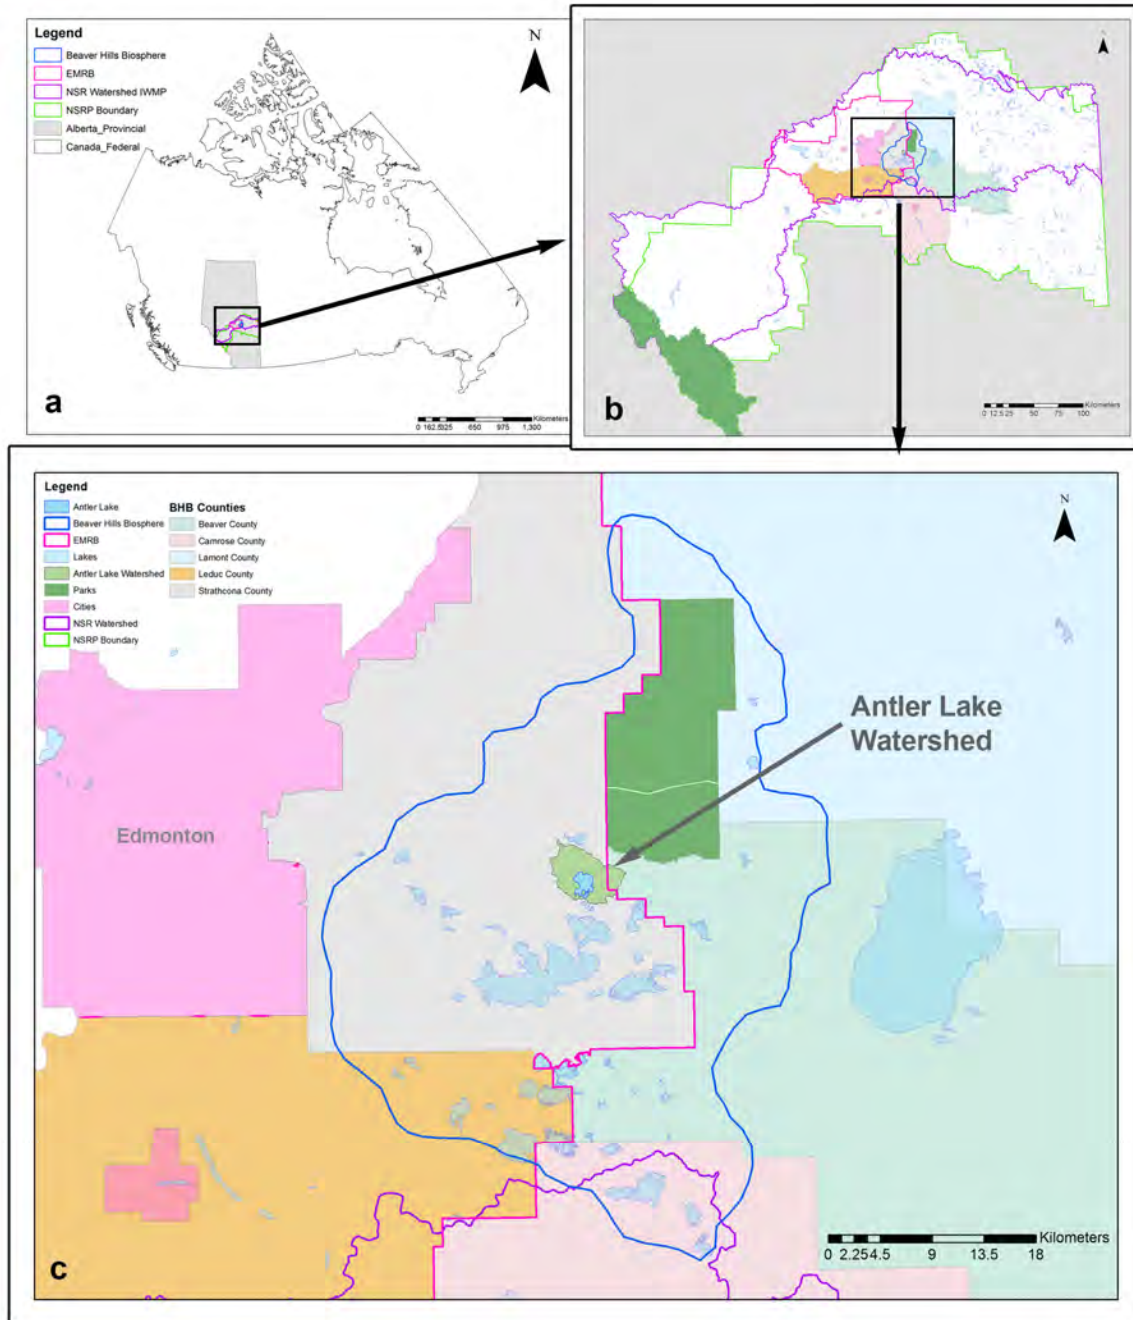 Legend
Beaver Hills Biosphere
EMRB
NSR Watershed IWMP
NSRP Boundary
Alberta_Provincial
Canada_Federal
N
a
Kilometers
0 162.5325 650 975 1,300
N
b
Kilometers
0 12.5 25 50 75 100
Legend
Antler Lake
Beaver Hills Biosphere
EMRB
Lakes
Antler Lake Watershed
Parks
Cities
NSR Watershed
NSRP Boundary
BHB Counties
Beaver County
Camrose County
Lamont County
Leduc County
Strathcona County
N
Antler Lake
Watershed
Edmonton
c
Kilometers
0 2.25 4.5 9 13.5 18